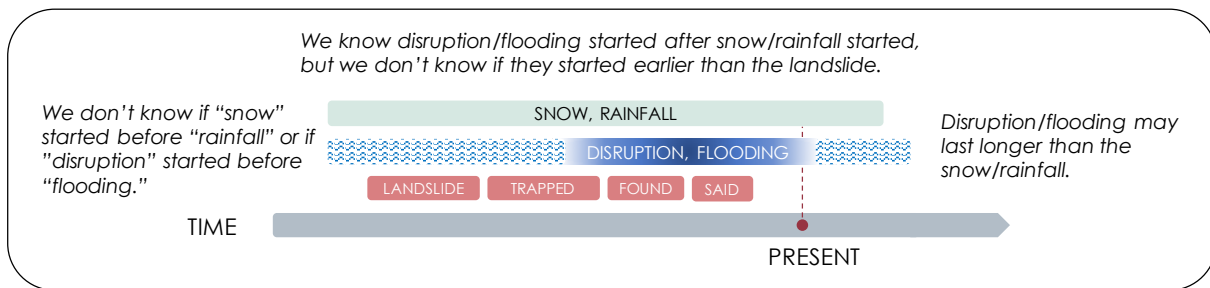 We know disruption/flooding started after snow/rainfall started,
but we don't know if they started earlier than the landslide.
We don't know if “snow”
started before “rainfall” or if
”disruption” started before
“flooding.”
SNOW, RAINFALL
DISRUPTION, FLOODING
Disruption/flooding may
last longer than the
snow/rainfall.
LANDSLIDE
TRAPPED
FOUND
SAID
TIME
PRESENT